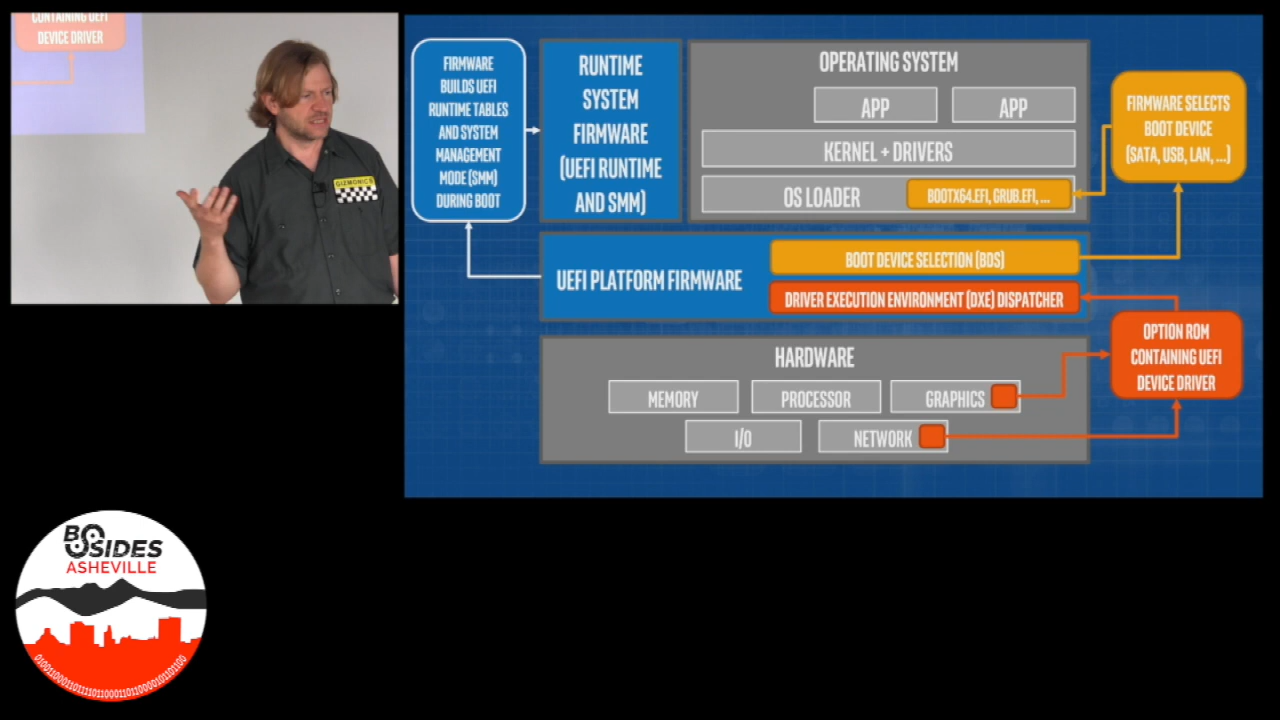 CONTAINING UEFI
DEVICE DRIVER
GIZMONICS
FIRMWARE
BUILDS UEFI
RUNTIME TABLES
AND SYSTEM
MANAGEMENT
MODE (SMM)
DURING BOOT
RUNTIME
SYSTEM
FIRMWARE
(UEFI RUNTIME
AND SMM)
OPERATING SYSTEM
APP
APP
KERNEL + DRIVERS
OS LOADER
BOOTX64.EFI, GRUB.EFI, ...
FIRMWARE SELECTS
BOOT DEVICE
(SATA, USB, LAN, ...)
UEFI PLATFORM FIRMWARE
BOOT DEVICE SELECTION (BDS)
DRIVER EXECUTION ENVIRONMENT (DXE) DISPATCHER
OPTION ROM
CONTAINING UEFI
DEVICE DRIVER
HARDWARE
MEMORY
PROCESSOR
GRAPHICS
I/O
NETWORK
BSIDES
ASHEVILLE